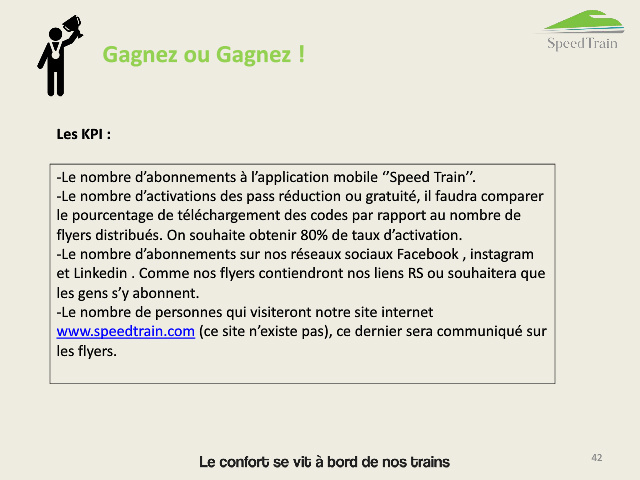 Gagnez ou Gagnez !
SpeedTrain
Les KPI :
-Le nombre d’abonnements à l’application mobile ‘’Speed Train’’.
-Le nombre d’activations des pass réduction ou gratuité, il faudra comparer
le pourcentage de téléchargement des codes par rapport au nombre de
flyers distribués. On souhaite obtenir 80% de taux d’activation.
-Le nombre d’abonnements sur nos réseaux sociaux Facebook , instagram
et Linkedin . Comme nos flyers contiendront nos liens RS ou souhaitera que
les gens s’y abonnent.
-Le nombre de personnes qui visiteront notre site internet
www.speedtrain.com (ce site n’existe pas), ce dernier sera communiqué sur
les flyers.
Le confort se vit à bord de nos trains
42